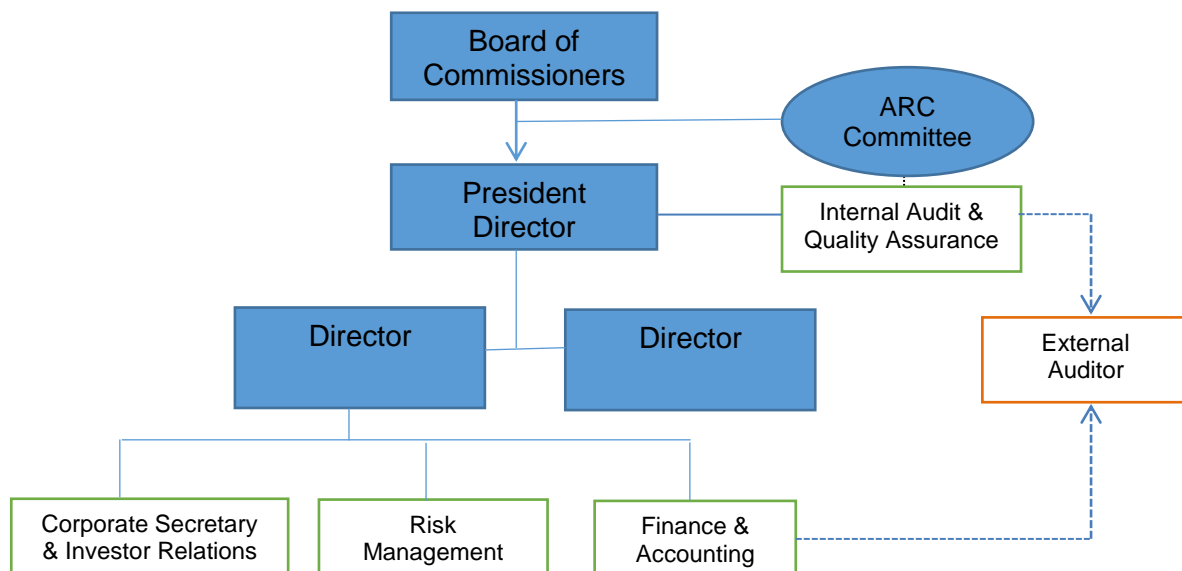 Board of
Commissioners
ARC
Committee
President
Director
Internal Audit &
Quality Assurance
Director
Director
External
Auditor
Corporate Secretary
& Investor Relations
Risk
Management
Finance &
Accounting